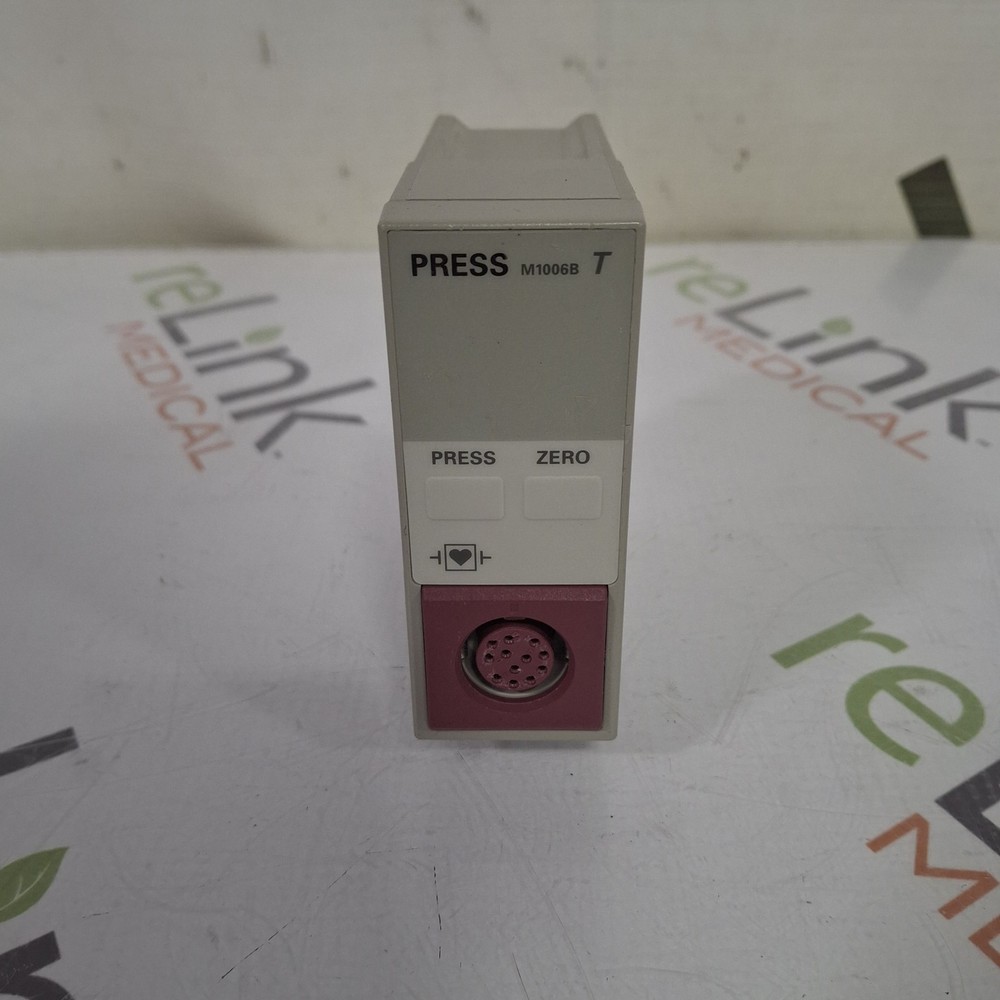 PRESS M1006B T
PRESS ZERO
reLink
MEDICAL
reLink
MEDICAL
re